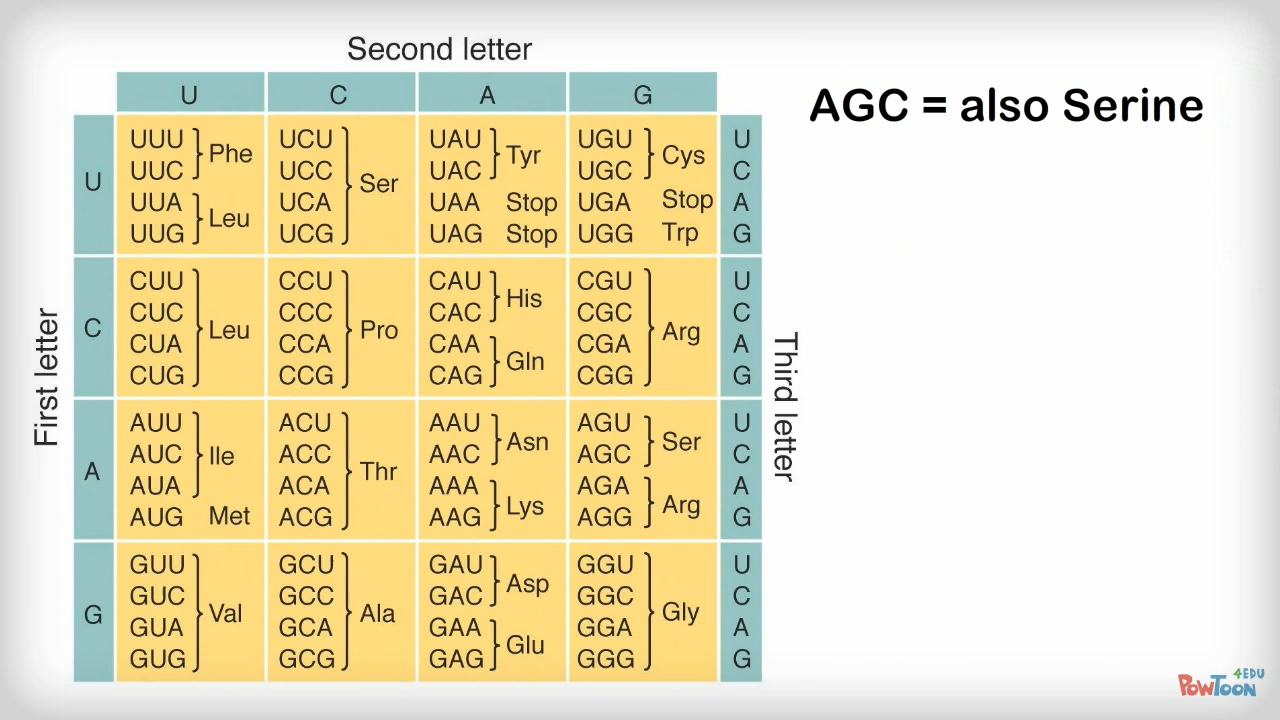 Second letter
AGC = also Serine
U C A G
First letter
Third letter
U
UUU
UUC
Phe
UUA
UUG
Leu
UCU
UCC
UCA
UCG
Ser
UAU
UAC
Tyr
UAA Stop
UAG Stop
UGU
UGC
Cys
UGA Stop
UGG Trp
U
C
A
G
C
CUU
CUC
CUA
CUG
Leu
CCU
CCC
CCA
CCG
Pro
CAU
CAC
His
CAA
CAG
Gln
CGU
CGC
CGA
CGG
Arg
U
C
A
G
A
AUU
AUC
AUA
Ile
AUG Met
ACU
ACC
ACA
ACG
Thr
AAU
AAC
Asn
AAA
AAG
Lys
AGU
AGC
Ser
AGA
AGG
Arg
U
C
A
G
G
GUU
GUC
GUA
GUG
Val
GCU
GCC
GCA
GCG
Ala
GAU
GAC
Asp
GAA
GAG
Glu
GGU
GGC
GGA
GGG
Gly
U
C
A
G
4EDU
POWTOON